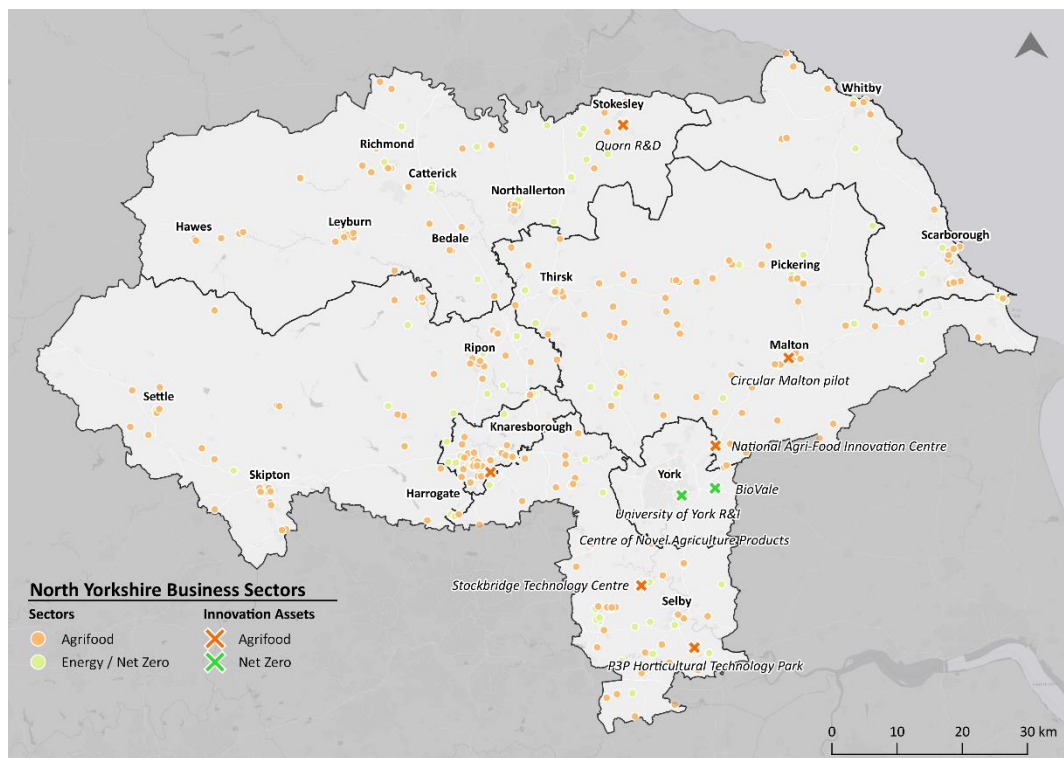 Whitby
Stokesley
Quorn R&D
Richmond
Catterick
Northallerton
Hawes
Leyburn
Bedale
Scarborough
Thirsk
Pickering
Ripon
Malton
Circular Malton pilot
Settle
Knaresborough
National Agri-Food Innovation Centre
Skipton
York
BioVale
Harrogate
University of York R&I
Centre of Novel Agriculture Products
Stockbridge Technology Centre
Selby
P3P Horticultural Technology Park
North Yorkshire Business Sectors
Sectors
Innovation Assets
Agrifood
Agrifood
Energy / Net Zero
Net Zero
0 10 20 30 km